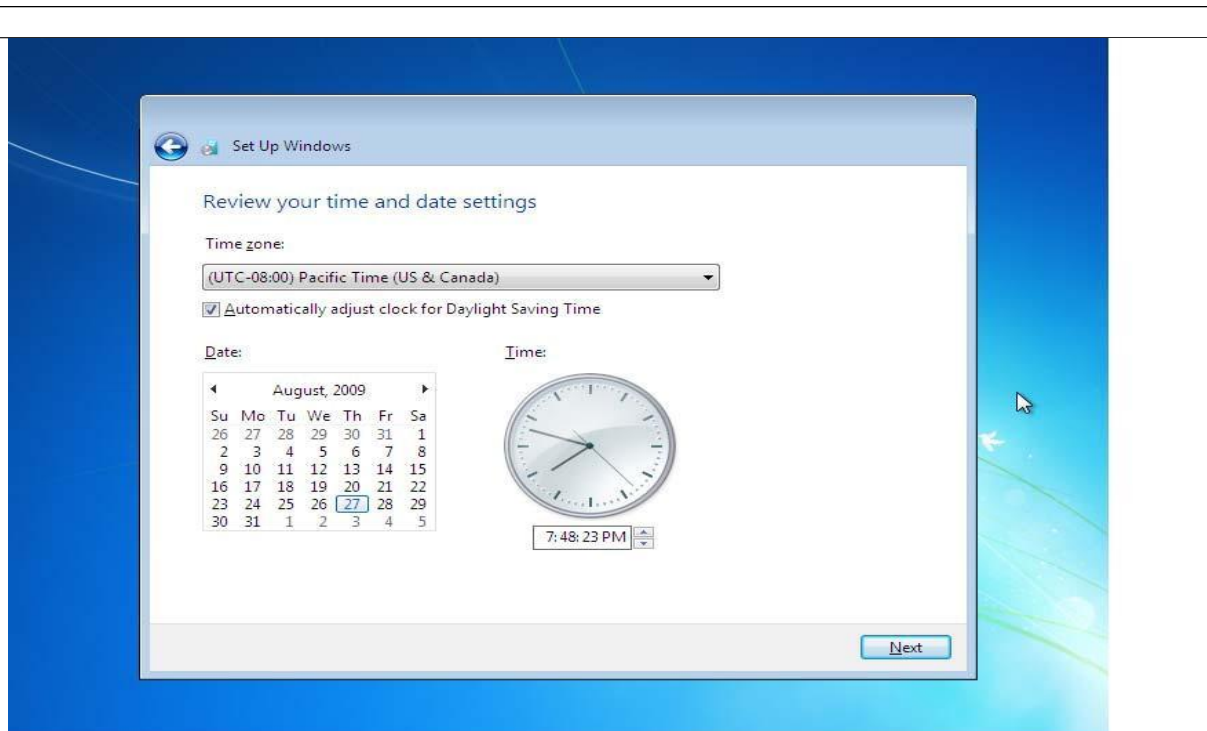 Set Up Windows
Review your time and date settings
Time zone:
(UTC-08:00) Pacific Time (US & Canada)
Automatically adjust clock for Daylight Saving Time
Date:
Time:
August, 2009
Su Mo Tu We Th Fr Sa
26 27 28 29 30 31 1
2 3 4 5 6 7 8
9 10 11 12 13 14 15
16 17 18 19 20 21 22
23 24 25 26 27 28 29
30 31 1 2 3 4 5
7:48:23 PM
Next